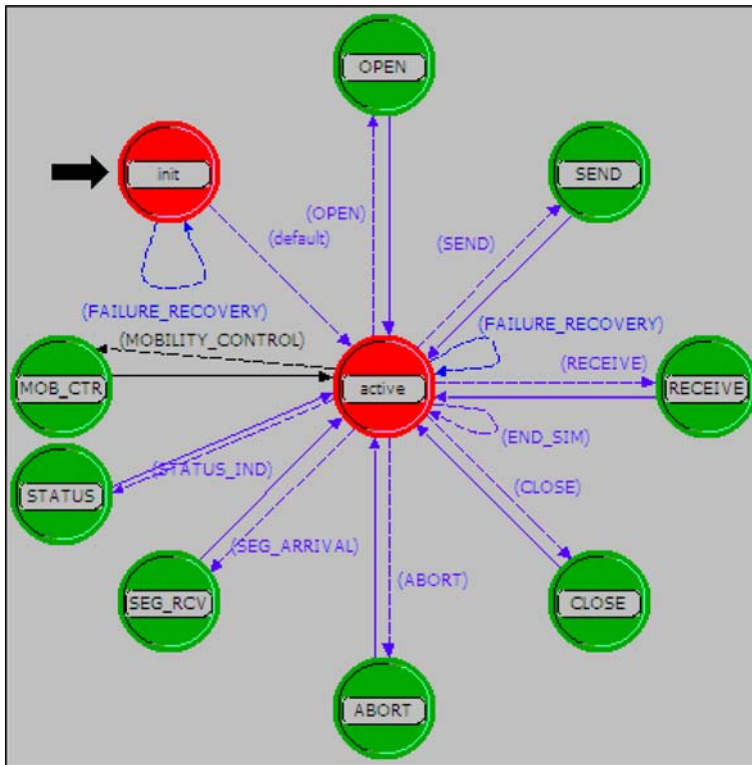 OPEN
init
SEND
(OPEN)
(default)
(SEND)
(FAILURE_RECOVERY)
(FAILURE_RECOVERY)
(MOBILITY_CONTROL)
(RECEIVE)
MOB_CTR
active
RECEIVE
(END_SIM)
(STATUS_IND)
STATUS
(CLOSE)
(SEG_ARRIVAL)
(ABORT)
SEG_RCV
CLOSE
ABORT